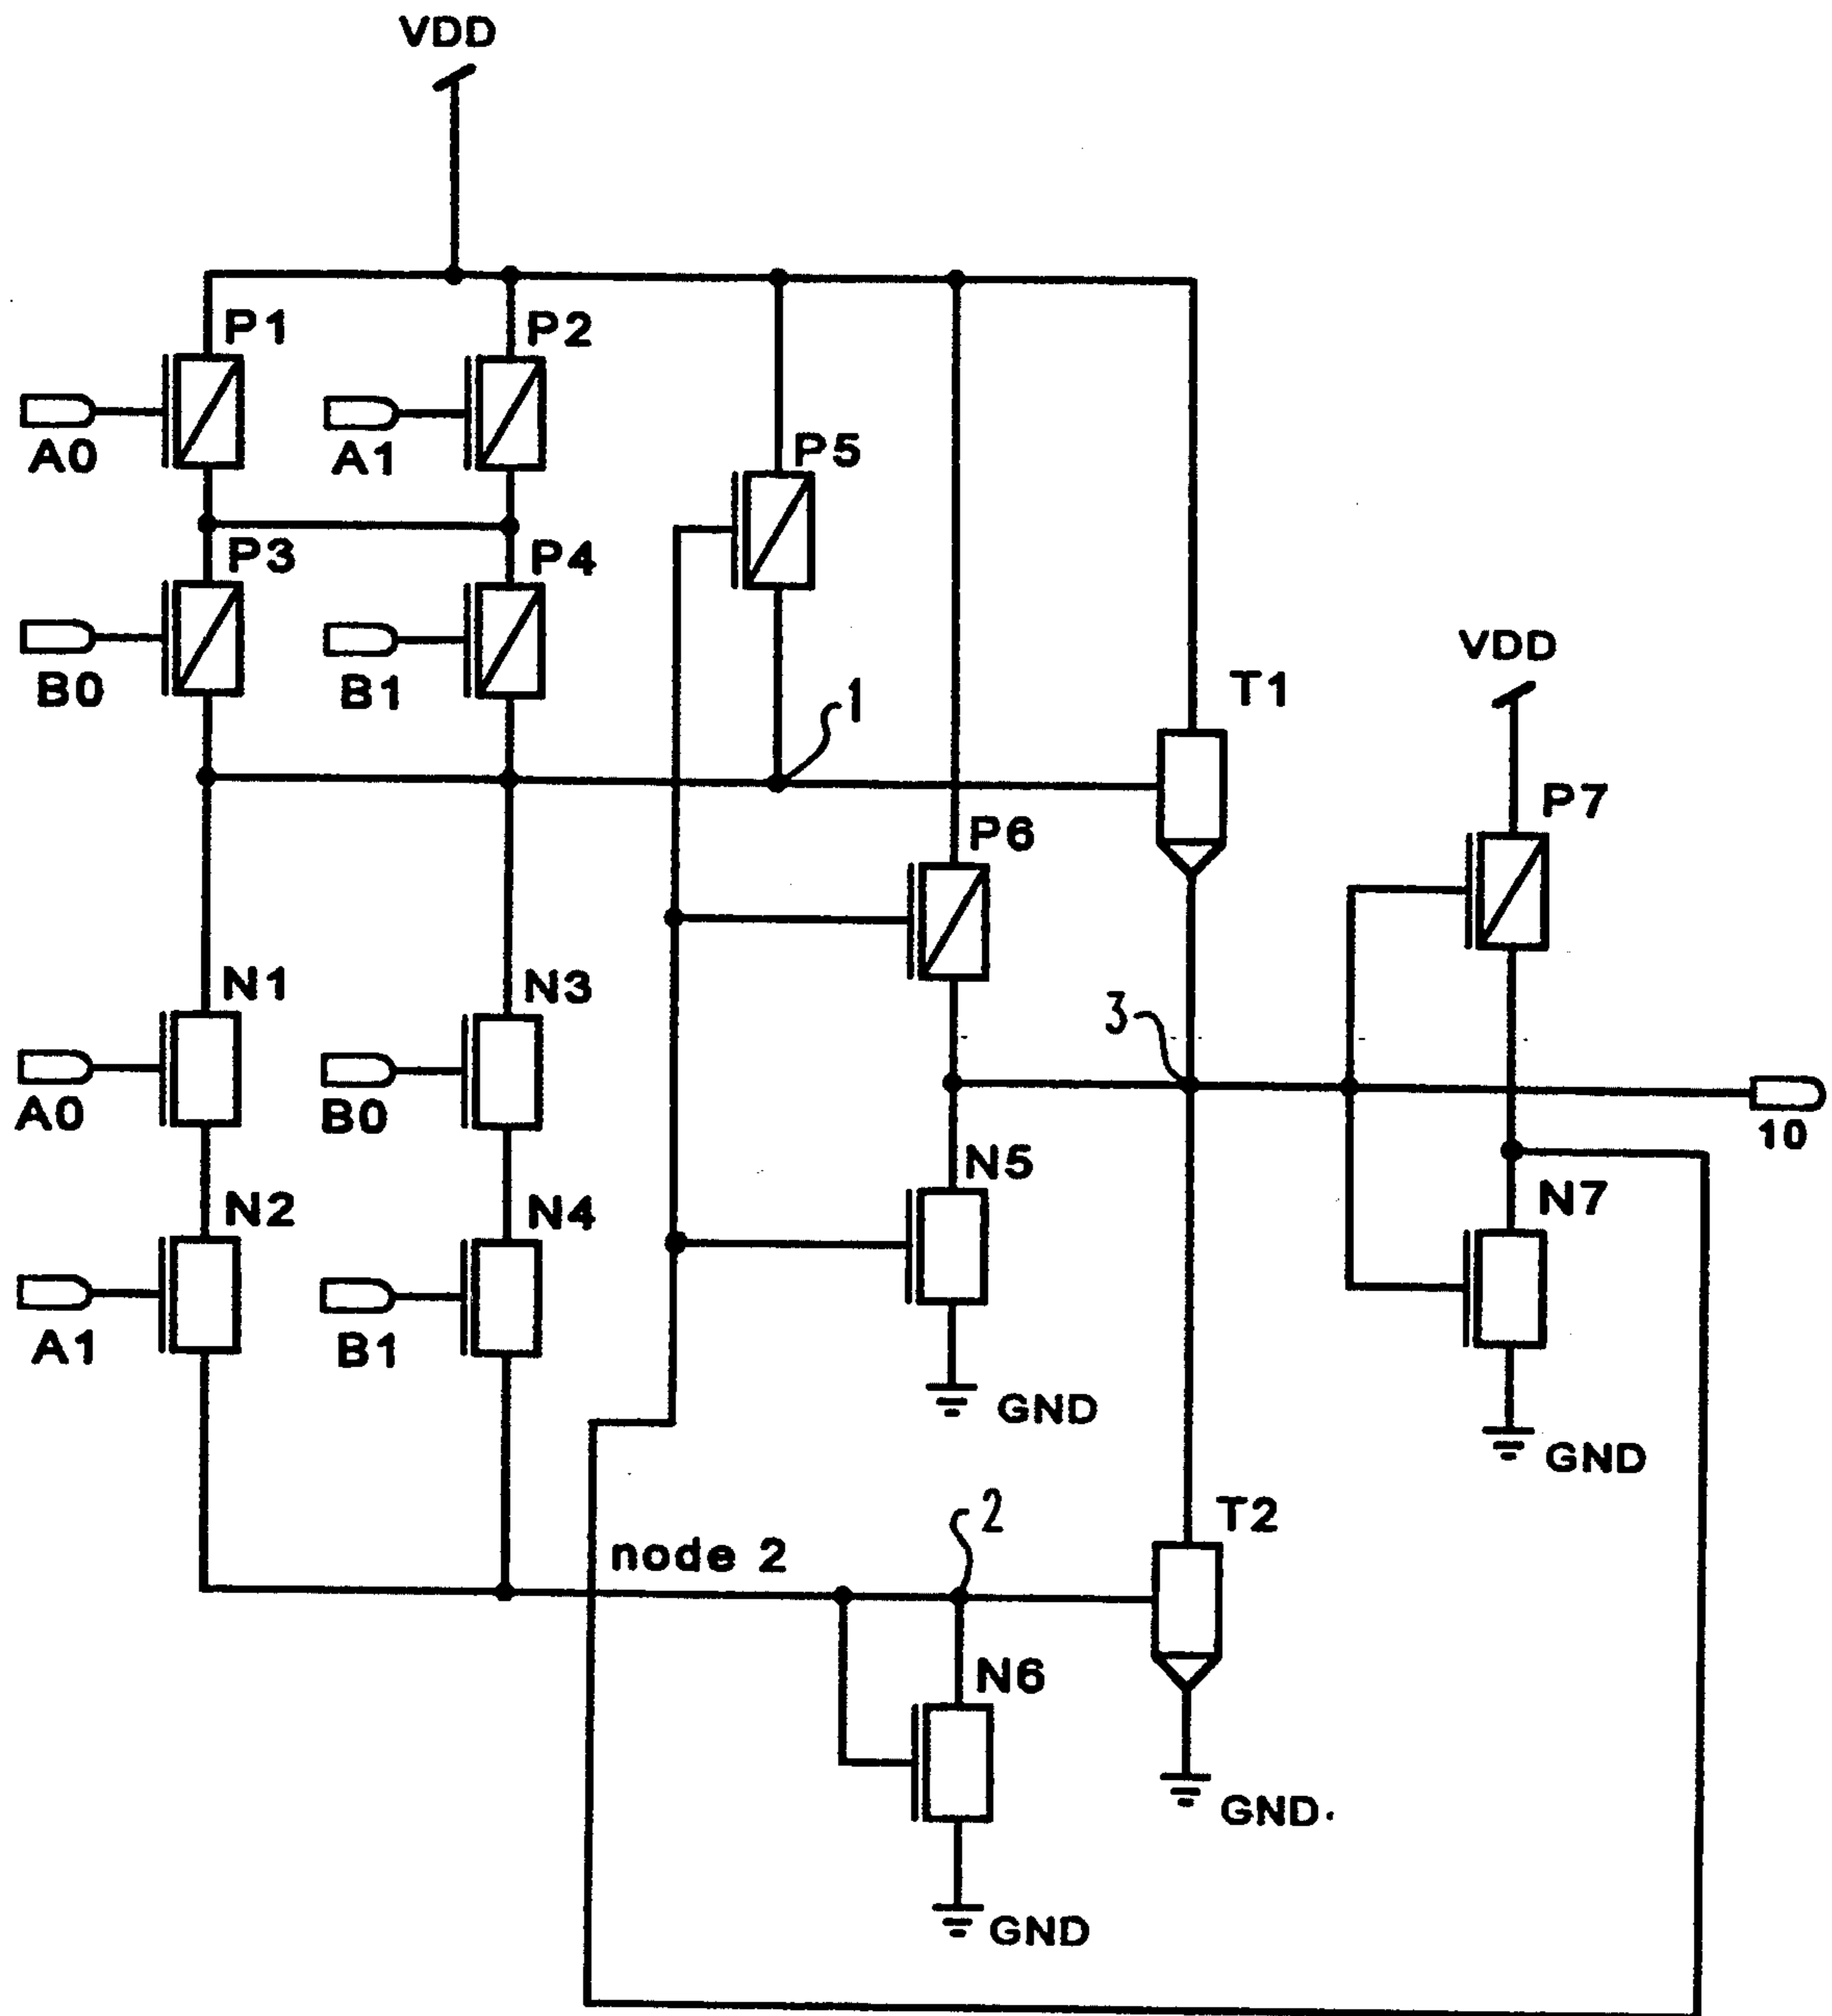 VDD
P1
P2
A0
A1
P5
P3
P4
B0
B1
VDD
T1
1
P7
P6
N1
N3
3
A0
B0
10
N5
N7
N2
N4
A1
B1
GND
GND
2
T2
node 2
N6
GND.
GND